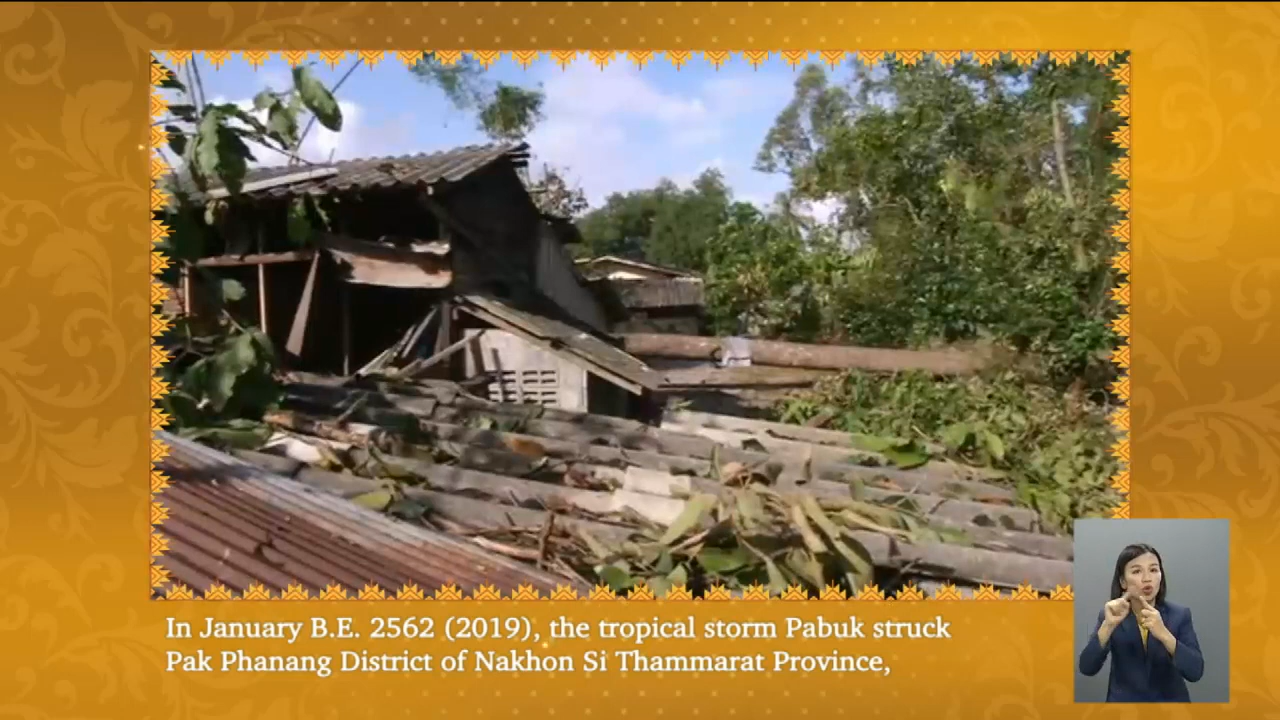 In January B.E. 2562 (2019), the tropical storm Pabuk struck
Pak Phanang District of Nakhon Si Thammarat Province,